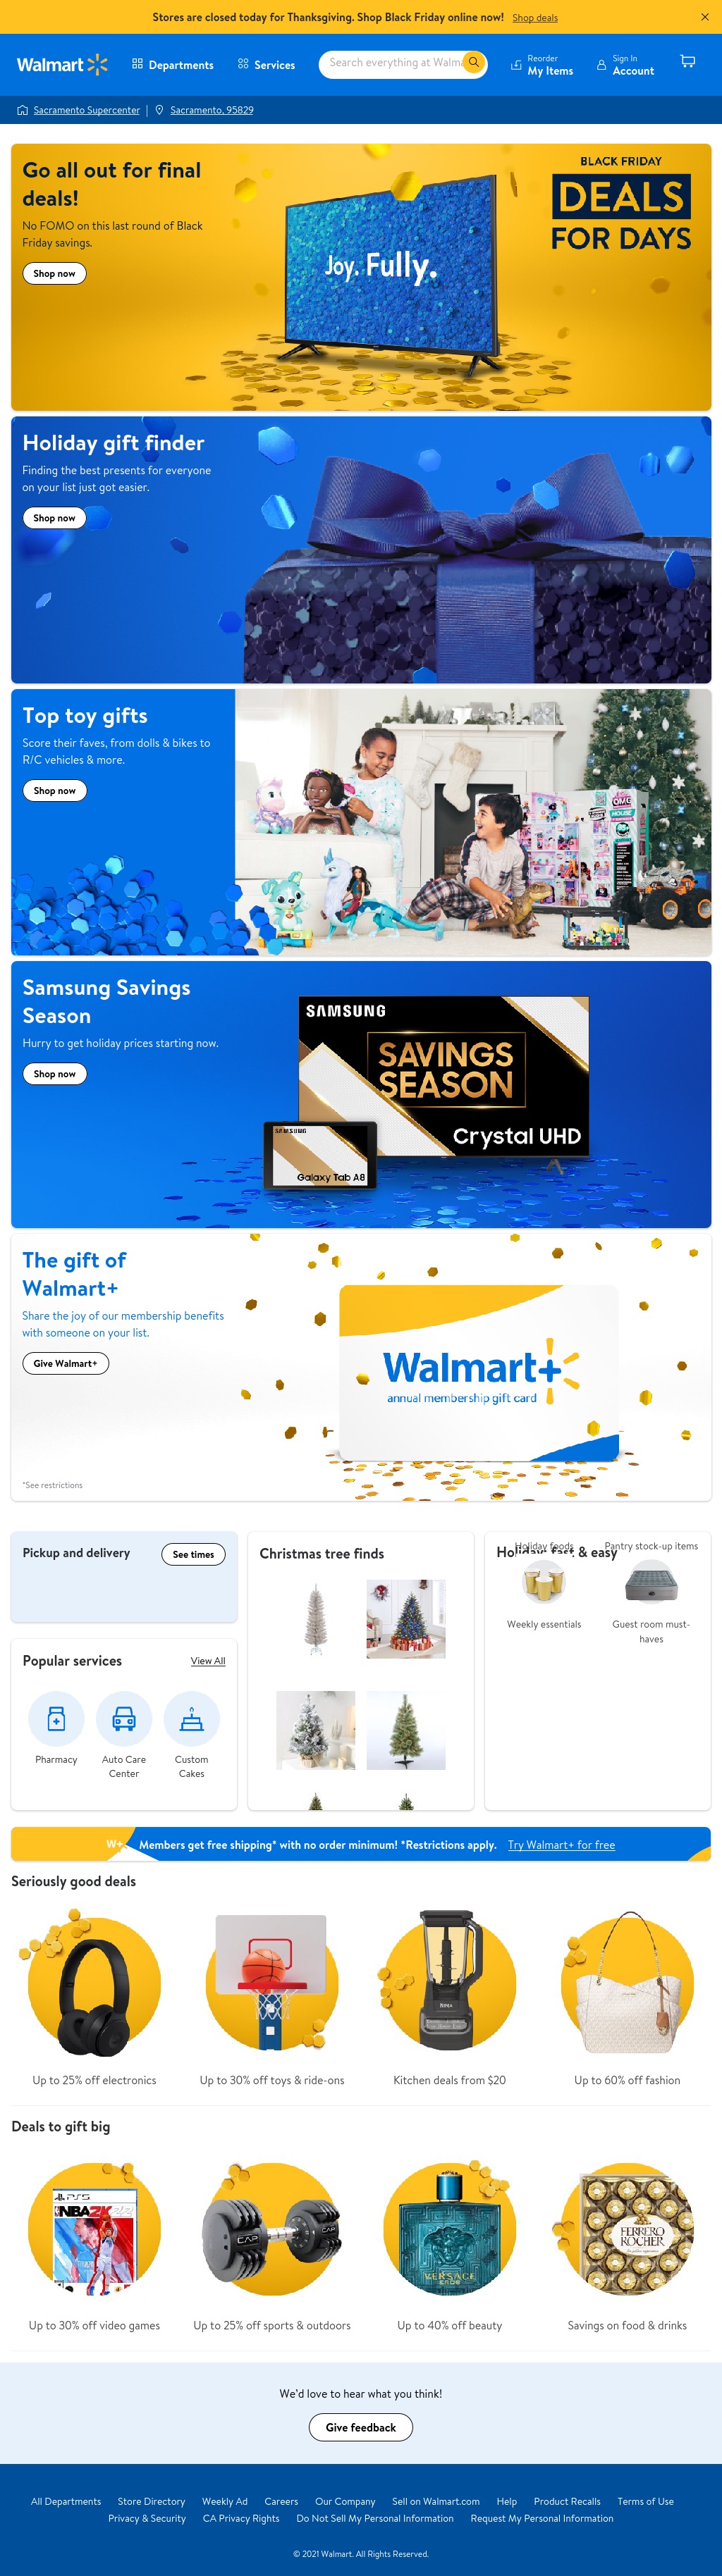 Stores are closed today for Thanksgiving. Shop Black Friday online now! Shop deals
Walmart
Departments
Services
Search everything at Walma
Reorder
My Items
Sign In
Account
Sacramento Supercenter
Sacramento, 95829
Go all out for final
deals!
No FOMO on this last round of Black
Friday savings.
Shop now
Joy. Fully.
BLACK FRIDAY
DEALS
FOR DAYS
Holiday gift finder
Finding the best presents for everyone
on your list just got easier.
Shop now
Top toy gifts
Score their faves, from dolls & bikes to
R/C vehicles & more.
Shop now
OMG
HOUSE
Samsung Savings
Season
Hurry to get holiday prices starting now.
Shop now
SAMSUNG
SAVINGS
SEASON
Crystal UHD
SAMSUNG
Galaxy Tab A8
The gift of
Walmart+
Share the joy of our membership benefits
with someone on your list.
Give Walmart+
Walmart+
annual membership gift card
*See restrictions
Pickup and delivery
See times
Popular services
View All
Pharmacy
Auto Care
Center
Custom
Cakes
Christmas tree finds
Holiday: fast & easy
Holiday foods
Pantry stock-up items
Weekly essentials
Guest room must-
haves
W+
Members get free shipping* with no order minimum! *Restrictions apply. Try Walmart+ for free
Seriously good deals
NINJA
Up to 25% off electronics
Up to 30% off toys & ride-ons
Kitchen deals from $20
Up to 60% off fashion
Deals to gift big
PS5
NBA 2K22
CAP
CAP
VERSACE
EROS
FERRERO
ROCHER
Up to 30% off video games
Up to 25% off sports & outdoors
Up to 40% off beauty
Savings on food & drinks
We'd love to hear what you think!
Give feedback
All Departments Store Directory Weekly Ad Careers Our Company Sell on Walmart.com Help Product Recalls Terms of Use
Privacy & Security CA Privacy Rights Do Not Sell My Personal Information Request My Personal Information
© 2021 Walmart. All Rights Reserved.